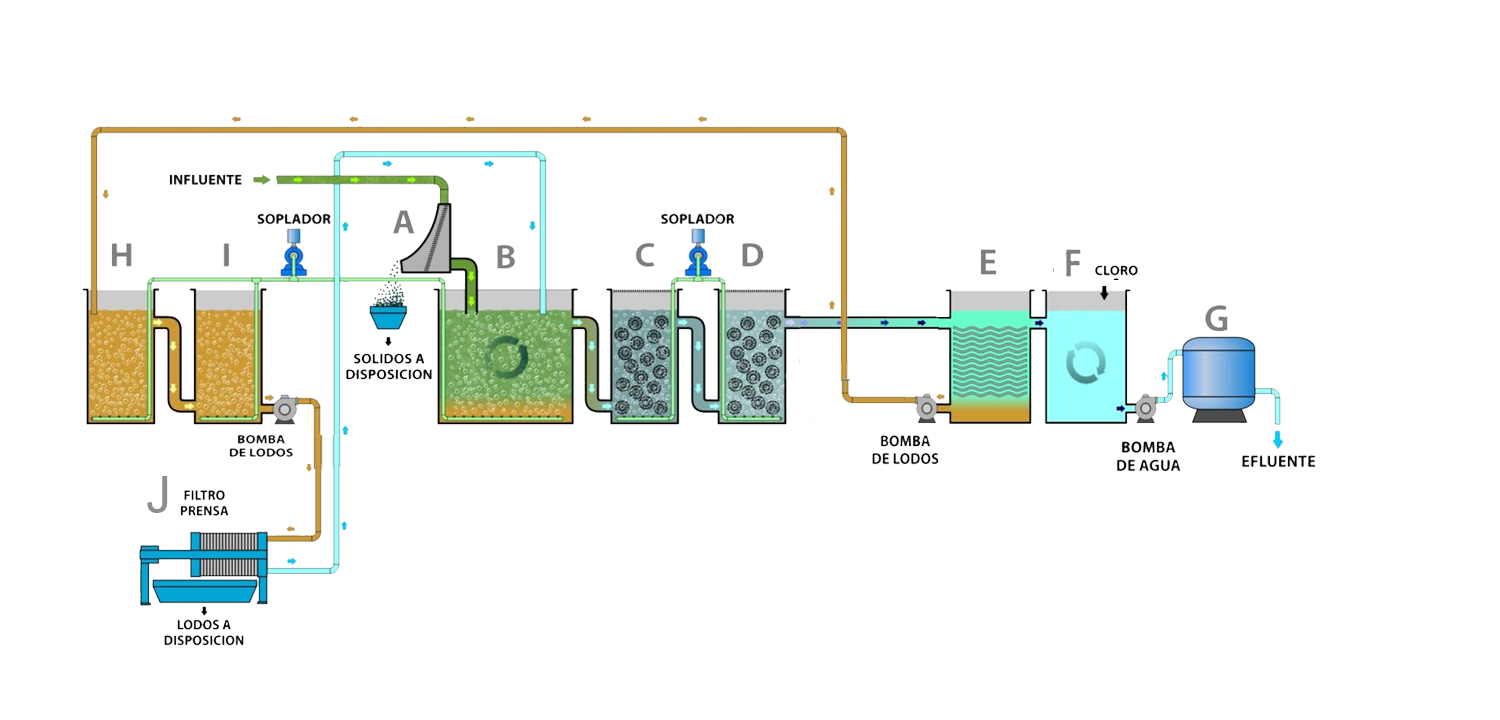 INFLUENTE
SOPLADOR
SOPLADOR
A
H
I
B
C
D
E
F
CLORO
G
SOLIDOS A
DISPOSICION
BOMBA
DE LODOS
BOMBA
DE LODOS
BOMBA
DE AGUA
EFLUENTE
J
FILTRO
PRENSA
LODOS A
DISPOSICION